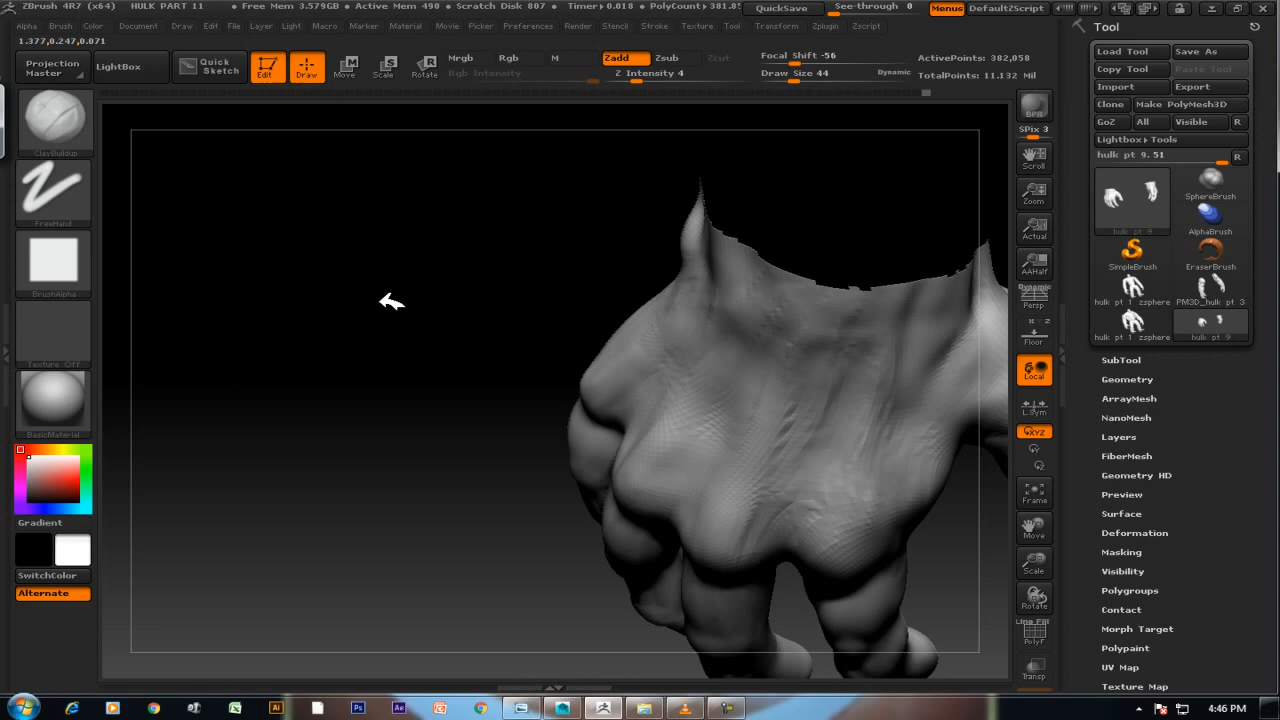 ZBrush 4R7 (x64) HULK PART 11 • Free Mem 3.579GB • Active Mem 490 • Scratch Disk 807 • Timer▸0.018 • PolyCount▸381.85 QuickSave See-through 0 Menus DefaultZScript
Alpha Brush Color Document Draw Edit File Layer Light Macro Marker Material Movie Picker Preferences Render Stencil Stroke Texture Tool Transform Zplugin Zscript
1.377,0.247,0.071
Projection Master LightBox Quick Sketch Edit Draw Move Scale Rotate
Mrgb Rgb M Zadd Zsub Zcut Focal Shift -56 ActivePoints: 382,058
Rgb Intensity Z Intensity 4 Draw Size 44 Dynamic TotalPoints: 11.132 Mil
ClayBuildup
FreeHand
BrushAlpha
Texture Off
BasicMaterial
Gradient
SwitchColor
Alternate
BPR
SPix 3
Scroll
Zoom
Actual
AAHalf
Dynamic
Persp
Floor
Local
L.Sym
XYZ
Frame
Move
Scale
Rotate
Line Fill
PolyF
Transp
Tool
Load Tool Save As
Copy Tool Paste Tool
Import Export
Clone Make PolyMesh3D
GoZ All Visible R
Lightbox▸Tools
hulk pt 9.51 R
hulk pt 9 SphereBrush
AlphaBrush
SimpleBrush EraserBrush
hulk pt 1 zsphere PM3D_hulk pt 3
hulk pt 1 zsphere hulk pt 9
SubTool
Geometry
ArrayMesh
NanoMesh
Layers
FiberMesh
Geometry HD
Preview
Surface
Deformation
Masking
Visibility
Polygroups
Contact
Morph Target
Polypaint
UV Map
Texture Map
4:46 PM